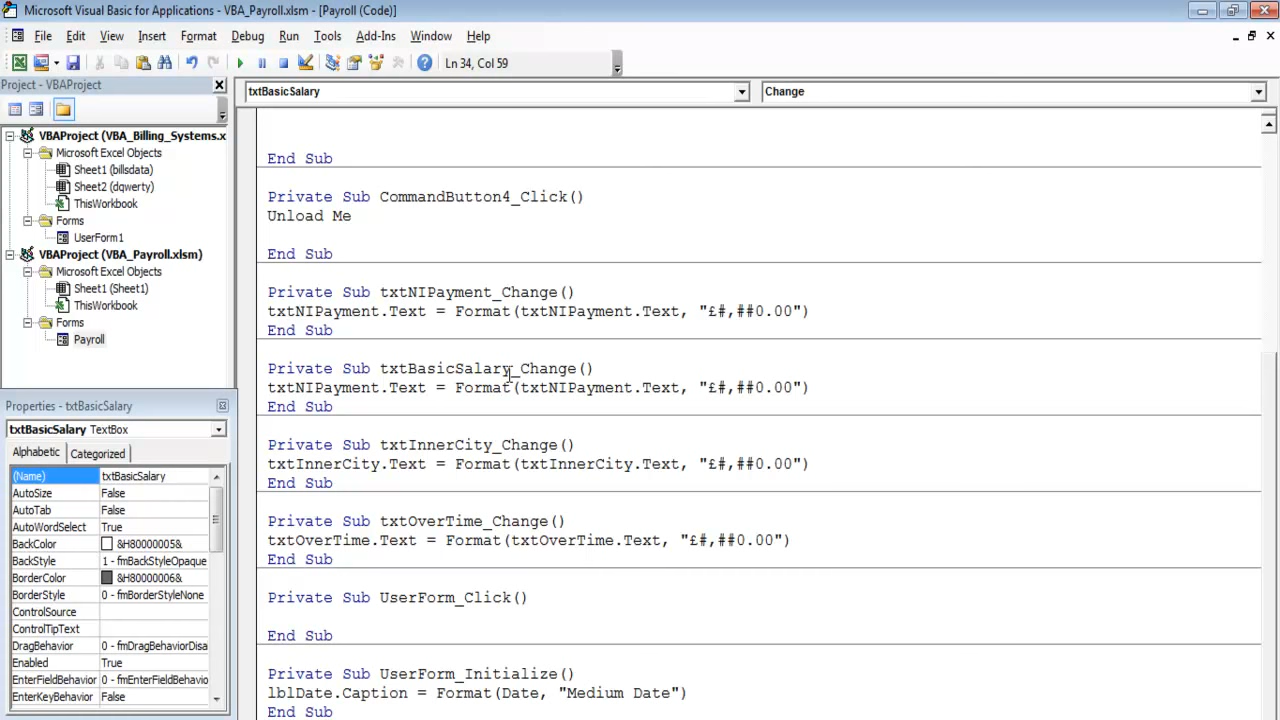 Microsoft Visual Basic for Applications - VBA_Payroll.xlsm - [Payroll (Code)]
File Edit View Insert Format Debug Run Tools Add-Ins Window Help
Ln 34, Col 59
Project - VBAProject
txtBasicSalary
Change
VBAProject (VBA_Billing_Systems.x
Microsoft Excel Objects
Sheet1 (billsdata)
Sheet2 (dqwerty)
ThisWorkbook
Forms
UserForm1
VBAProject (VBA_Payroll.xlsm)
Microsoft Excel Objects
Sheet1 (Sheet1)
ThisWorkbook
Forms
Payroll
Properties - txtBasicSalary
txtBasicSalary TextBox
Alphabetic Categorized
(Name) txtBasicSalary
AutoSize False
AutoTab False
AutoWordSelect True
BackColor &H80000005&
BackStyle 1 - fmBackStyleOpaque
BorderColor &H80000006&
BorderStyle 0 - fmBorderStyleNone
ControlSource
ControlTipText
DragBehavior 0 - fmDragBehaviorDisa
Enabled True
EnterFieldBehavior 0 - fmEnterFieldBehavio
EnterKeyBehavior False
End Sub
Private Sub CommandButton4_Click()
Unload Me
End Sub
Private Sub txtNIPayment_Change()
txtNIPayment.Text = Format(txtNIPayment.Text, "£#,##0.00")
End Sub
Private Sub txtBasicSalary_Change()
txtNIPayment.Text = Format(txtNIPayment.Text, "£#,##0.00")
End Sub
Private Sub txtInnerCity_Change()
txtInnerCity.Text = Format(txtInnerCity.Text, "£#,##0.00")
End Sub
Private Sub txtOverTime_Change()
txtOverTime.Text = Format(txtOverTime.Text, "£#,##0.00")
End Sub
Private Sub UserForm_Click()
End Sub
Private Sub UserForm_Initialize()
lblDate.Caption = Format(Date, "Medium Date")
End Sub